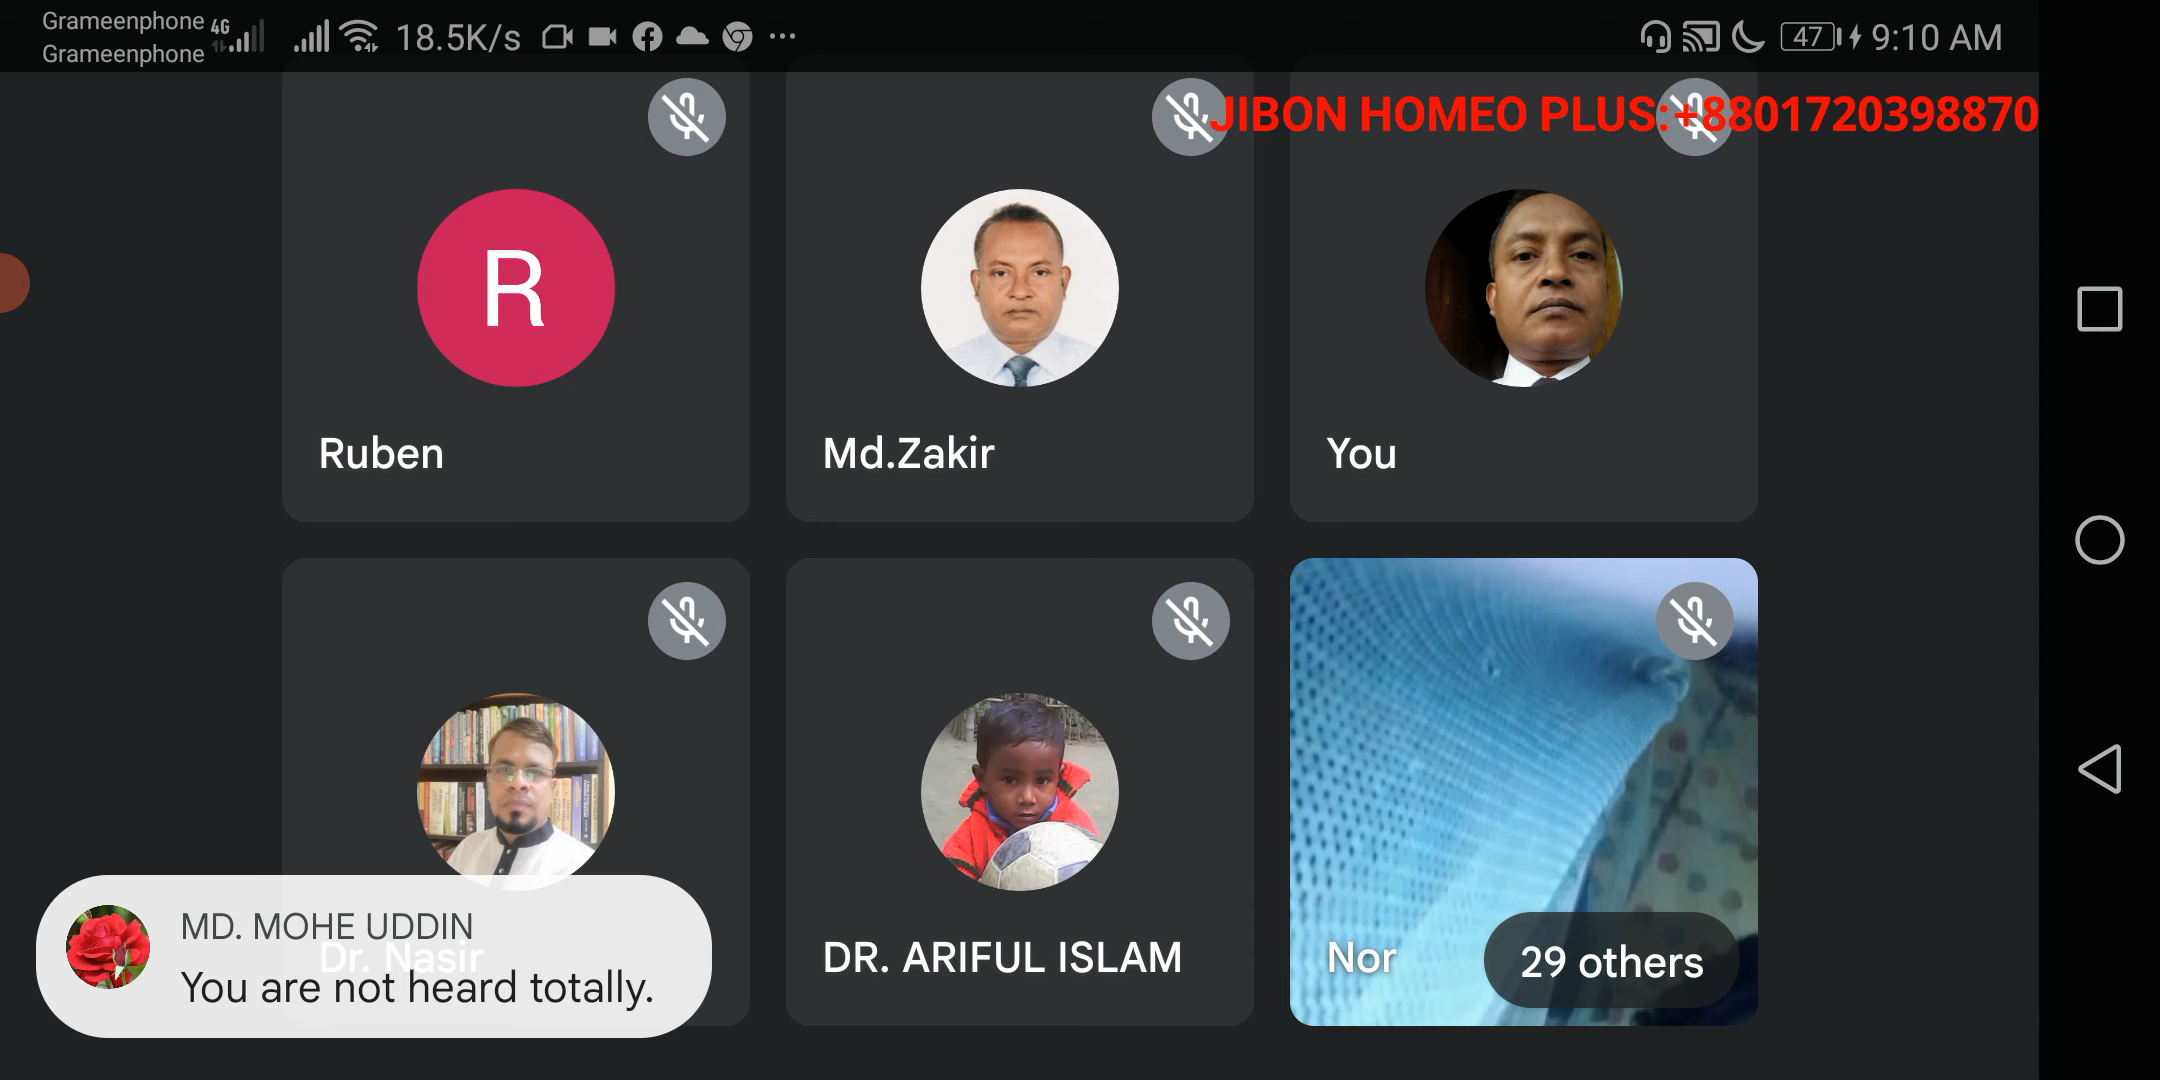 Grameenphone 4G
Grameenphone
18.5K/s
47
9:10 AM
JIBON HOMEO PLUS:+8801720398870
R
Ruben
Md.Zakir
You
MD. MOHE UDDIN
Dr. Nasir
You are not heard totally.
DR. ARIFUL ISLAM
Nor
29 others